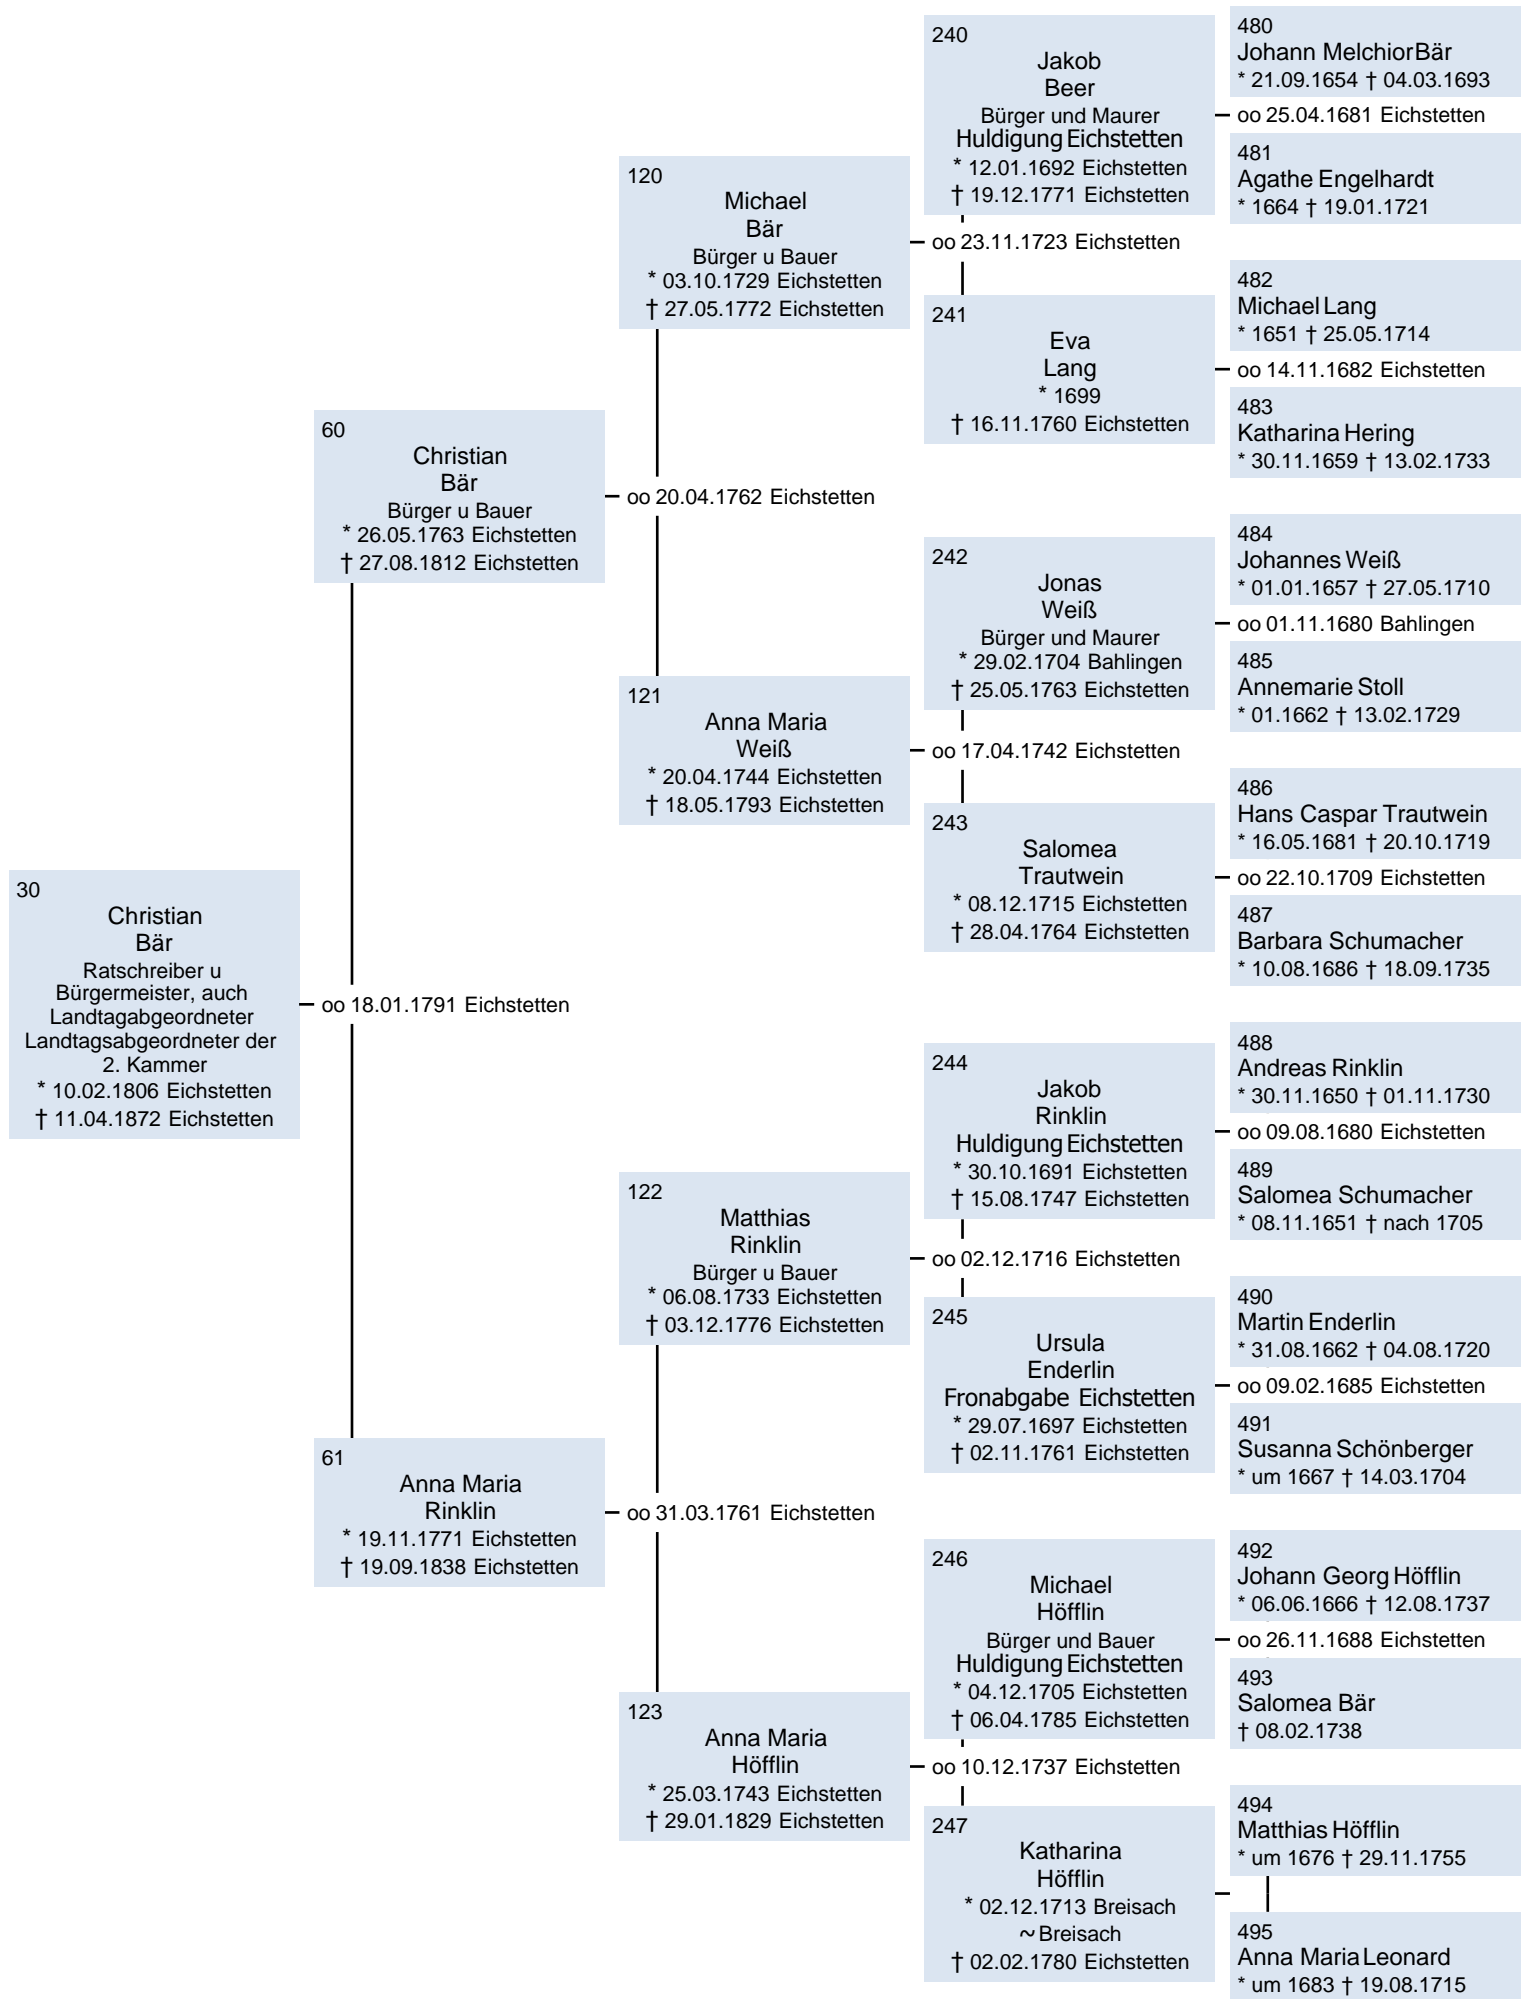 30
Christian
Bär
Ratschreiber u
Bürgermeister, auch
Landtagabgeordneter
Landtagsabgeordneter der
2. Kammer
* 10.02.1806 Eichstetten
† 11.04.1872 Eichstetten
oo 18.01.1791 Eichstetten
60
Christian
Bär
Bürger u Bauer
* 26.05.1763 Eichstetten
† 27.08.1812 Eichstetten
oo 20.04.1762 Eichstetten
61
Anna Maria
Rinklin
* 19.11.1771 Eichstetten
† 19.09.1838 Eichstetten
oo 31.03.1761 Eichstetten
120
Michael
Bär
Bürger u Bauer
* 03.10.1729 Eichstetten
† 27.05.1772 Eichstetten
oo 23.11.1723 Eichstetten
121
Anna Maria
Weiß
* 20.04.1744 Eichstetten
† 18.05.1793 Eichstetten
oo 17.04.1742 Eichstetten
122
Matthias
Rinklin
Bürger u Bauer
* 06.08.1733 Eichstetten
† 03.12.1776 Eichstetten
oo 02.12.1716 Eichstetten
123
Anna Maria
Höfflin
* 25.03.1743 Eichstetten
† 29.01.1829 Eichstetten
oo 10.12.1737 Eichstetten
240
Jakob
Beer
Bürger und Maurer
Huldigung Eichstetten
* 12.01.1692 Eichstetten
† 19.12.1771 Eichstetten
oo 25.04.1681 Eichstetten
241
Eva
Lang
* 1699
† 16.11.1760 Eichstetten
oo 14.11.1682 Eichstetten
242
Jonas
Weiß
Bürger und Maurer
* 29.02.1704 Bahlingen
† 25.05.1763 Eichstetten
oo 01.11.1680 Bahlingen
243
Salomea
Trautwein
* 08.12.1715 Eichstetten
† 28.04.1764 Eichstetten
oo 22.10.1709 Eichstetten
244
Jakob
Rinklin
Huldigung Eichstetten
* 30.10.1691 Eichstetten
† 15.08.1747 Eichstetten
oo 09.08.1680 Eichstetten
245
Ursula
Enderlin
Fronabgabe Eichstetten
* 29.07.1697 Eichstetten
† 02.11.1761 Eichstetten
oo 09.02.1685 Eichstetten
246
Michael
Höfflin
Bürger und Bauer
Huldigung Eichstetten
* 04.12.1705 Eichstetten
† 06.04.1785 Eichstetten
oo 26.11.1688 Eichstetten
247
Katharina
Höfflin
* 02.12.1713 Breisach
~ Breisach
† 02.02.1780 Eichstetten
480
Johann Melchior Bär
* 21.09.1654 † 04.03.1693
481
Agathe Engelhardt
* 1664 † 19.01.1721
482
Michael Lang
* 1651 † 25.05.1714
483
Katharina Hering
* 30.11.1659 † 13.02.1733
484
Johannes Weiß
* 01.01.1657 † 27.05.1710
485
Annemarie Stoll
* 01.1662 † 13.02.1729
486
Hans Caspar Trautwein
* 16.05.1681 † 20.10.1719
487
Barbara Schumacher
* 10.08.1686 † 18.09.1735
488
Andreas Rinklin
* 30.11.1650 † 01.11.1730
489
Salomea Schumacher
* 08.11.1651 † nach 1705
490
Martin Enderlin
* 31.08.1662 † 04.08.1720
491
Susanna Schönberger
* um 1667 † 14.03.1704
492
Johann Georg Höfflin
* 06.06.1666 † 12.08.1737
493
Salomea Bär
† 08.02.1738
494
Matthias Höfflin
* um 1676 † 29.11.1755
495
Anna Maria Leonard
* um 1683 † 19.08.1715